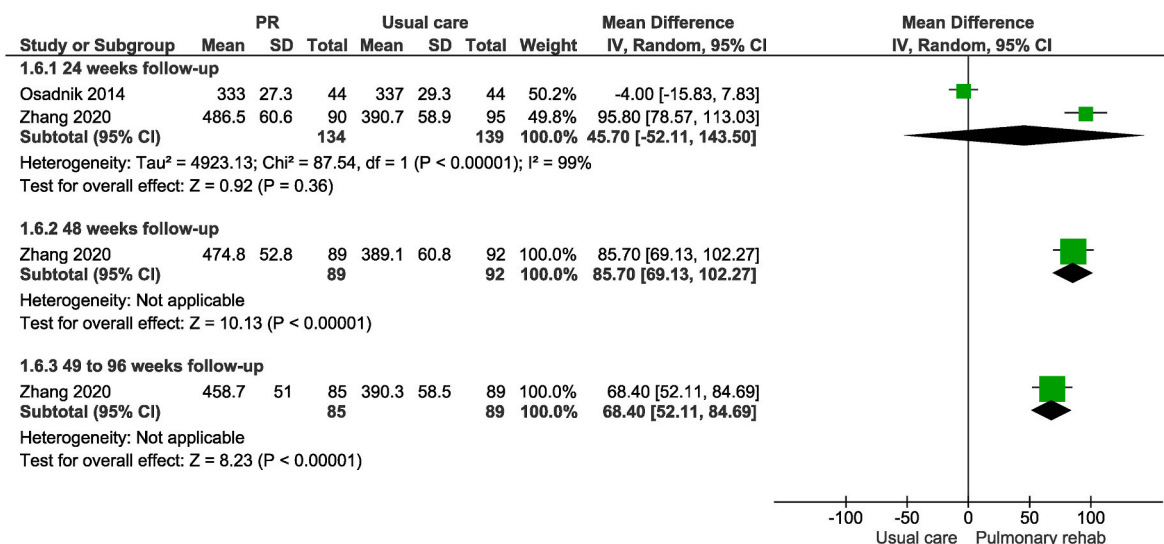 PR Usual care Mean Difference Mean Difference
Study or Subgroup Mean SD Total Mean SD Total Weight IV, Random, 95% CI IV, Random, 95% CI
1.6.1 24 weeks follow-up
Osadnik 2014 333 27.3 44 337 29.3 44 50.2% -4.00 [-15.83, 7.83]
Zhang 2020 486.5 60.6 90 390.7 58.9 95 49.8% 95.80 [78.57, 113.03]
Subtotal (95% CI) 134 139 100.0% 45.70 [-52.11, 143.50]
Heterogeneity: Tau² = 4923.13; Chi² = 87.54, df = 1 (P < 0.00001); I² = 99%
Test for overall effect: Z = 0.92 (P = 0.36)
1.6.2 48 weeks follow-up
Zhang 2020 474.8 52.8 89 389.1 60.8 92 100.0% 85.70 [69.13, 102.27]
Subtotal (95% CI) 89 92 100.0% 85.70 [69.13, 102.27]
Heterogeneity: Not applicable
Test for overall effect: Z = 10.13 (P < 0.00001)
1.6.3 49 to 96 weeks follow-up
Zhang 2020 458.7 51 85 390.3 58.5 89 100.0% 68.40 [52.11, 84.69]
Subtotal (95% CI) 85 89 100.0% 68.40 [52.11, 84.69]
Heterogeneity: Not applicable
Test for overall effect: Z = 8.23 (P < 0.00001)
-100 -50 0 50 100
Usual care Pulmonary rehab